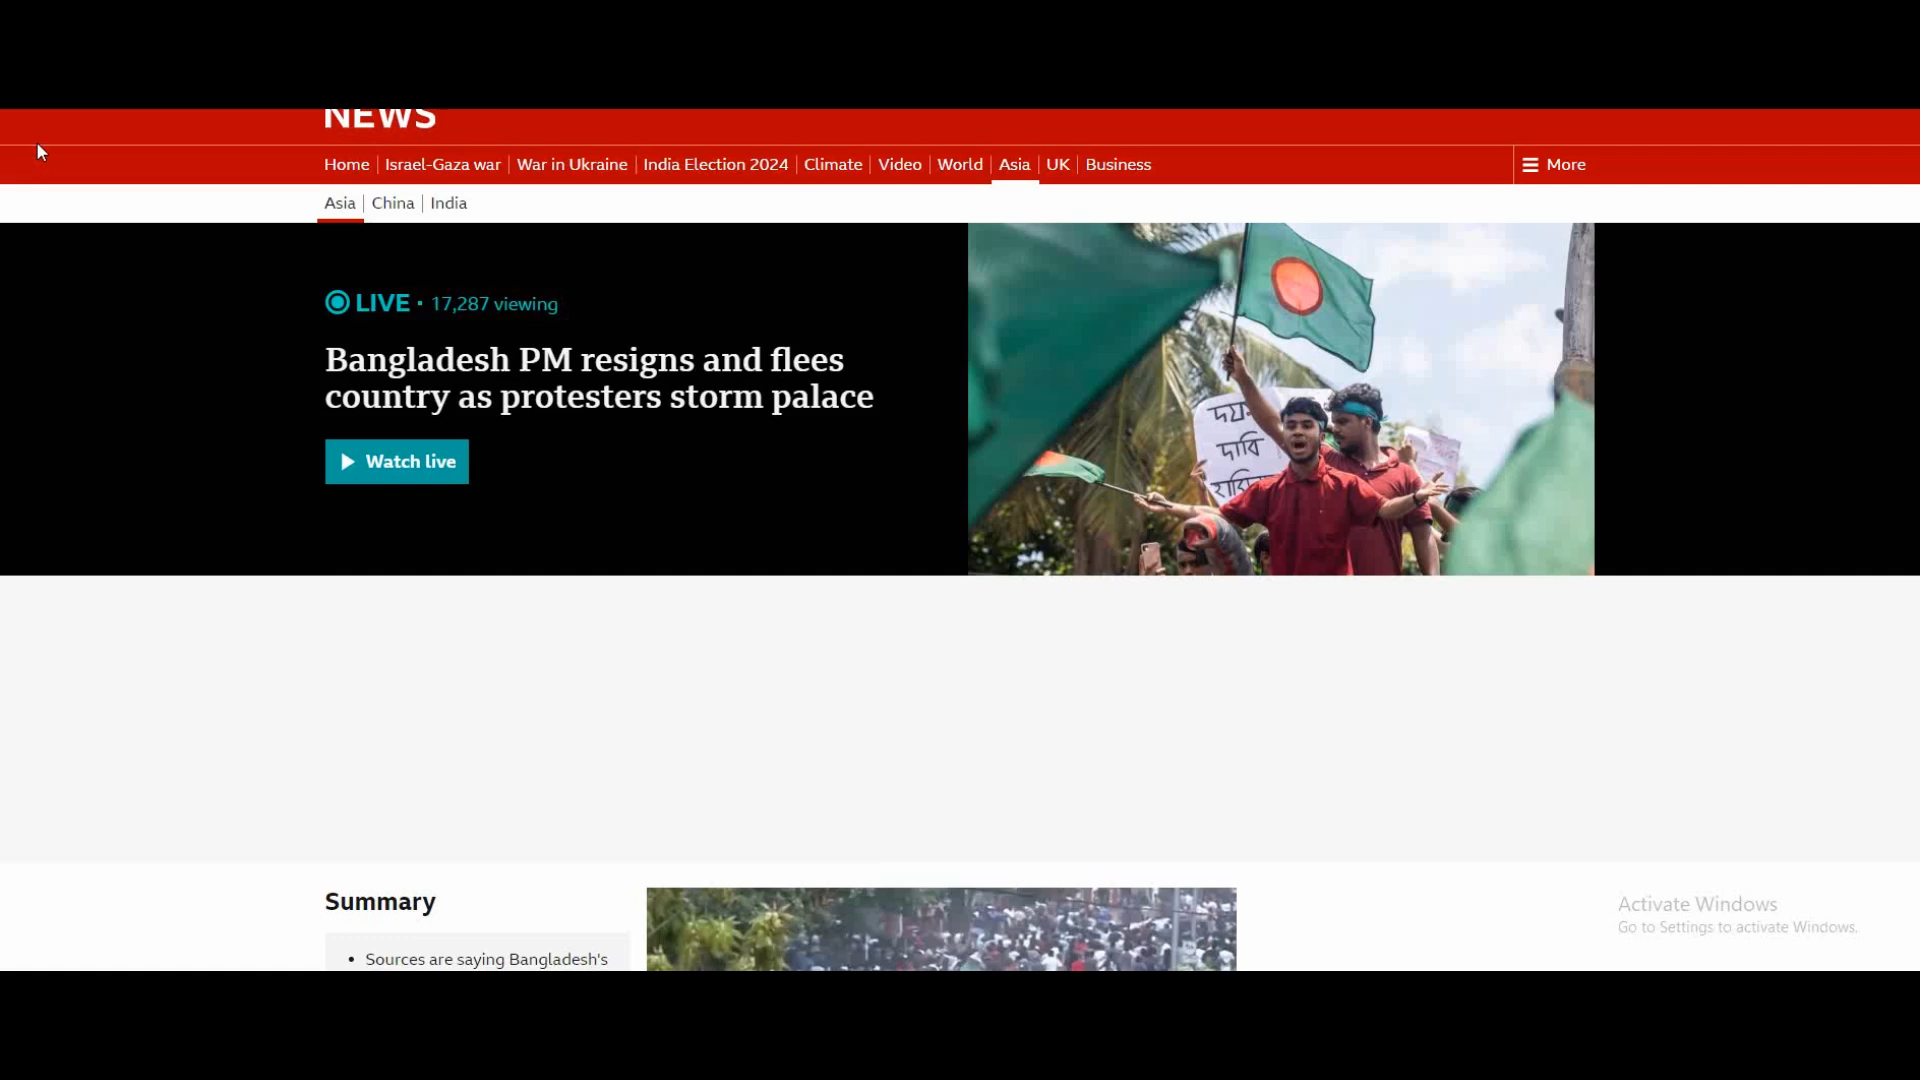 NEWS
Home
Israel-Gaza war
War in Ukraine
India Election 2024
Climate
Video
World
Asia
UK
Business
More
Asia
China
India
LIVE · 17,287 viewing
Bangladesh PM resigns and flees
country as protesters storm palace
Watch live
দাবি
Summary
• Sources are saying Bangladesh's
Activate Windows
Go to Settings to activate Windows.